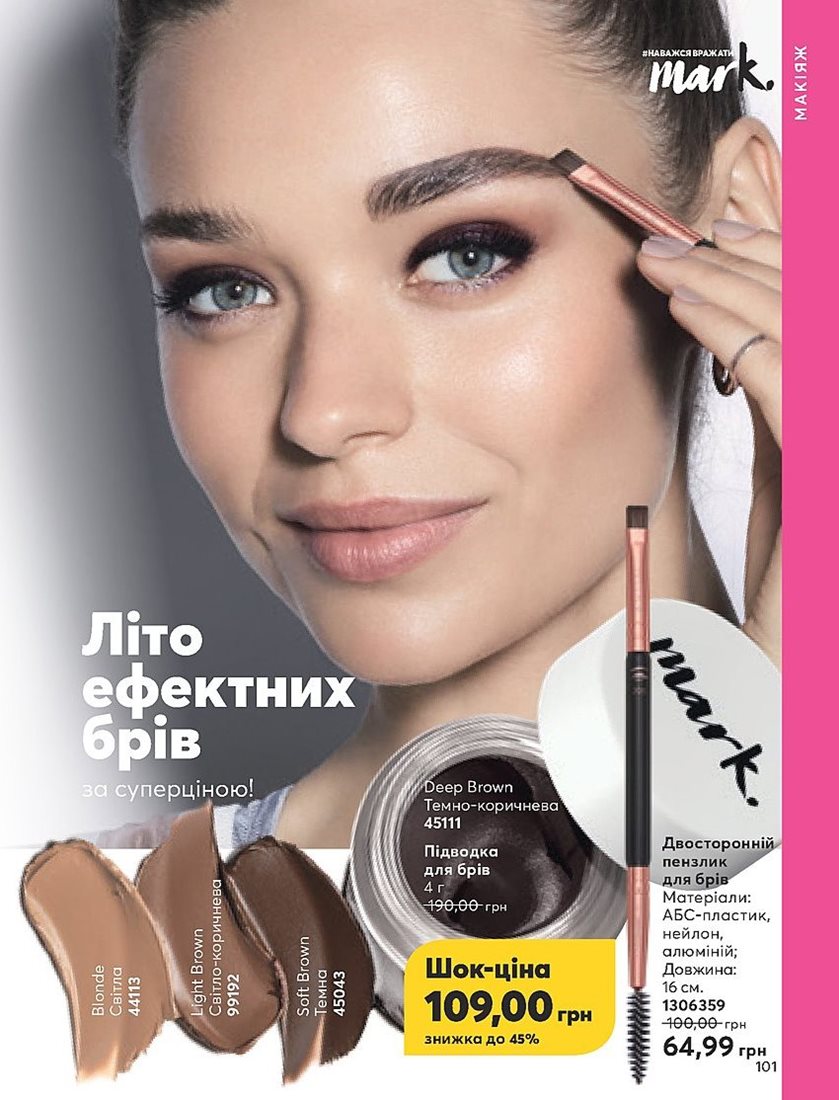 #НАВАЖСЯ ВРАЖАТИ
mark.
МАКІЯЖ
Літо
ефектних
брів
за суперціною!
Blonde
Світла
44113
Light Brown
Світло-коричнева
99192
Soft Brown
Темна
45043
Deep Brown
Темно-коричнева
45111
Підводка
для брів
4 г
190,00 грн
Шок-ціна
109,00 грн
знижка до 45%
mark.
Двосторонній
пензлик
для брів
Матеріали:
АБС-пластик,
нейлон,
алюміній;
Довжина:
16 см.
1306359
100,00 грн
64,99 грн
101